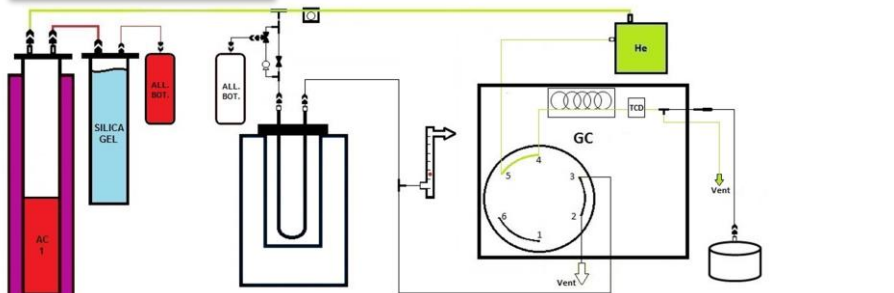 He
ALL.
BOT.
ALL.
BOT.
SILICA
GEL
TCD
GC
4
5
3
6
2
1
Vent
AC
1
Vent